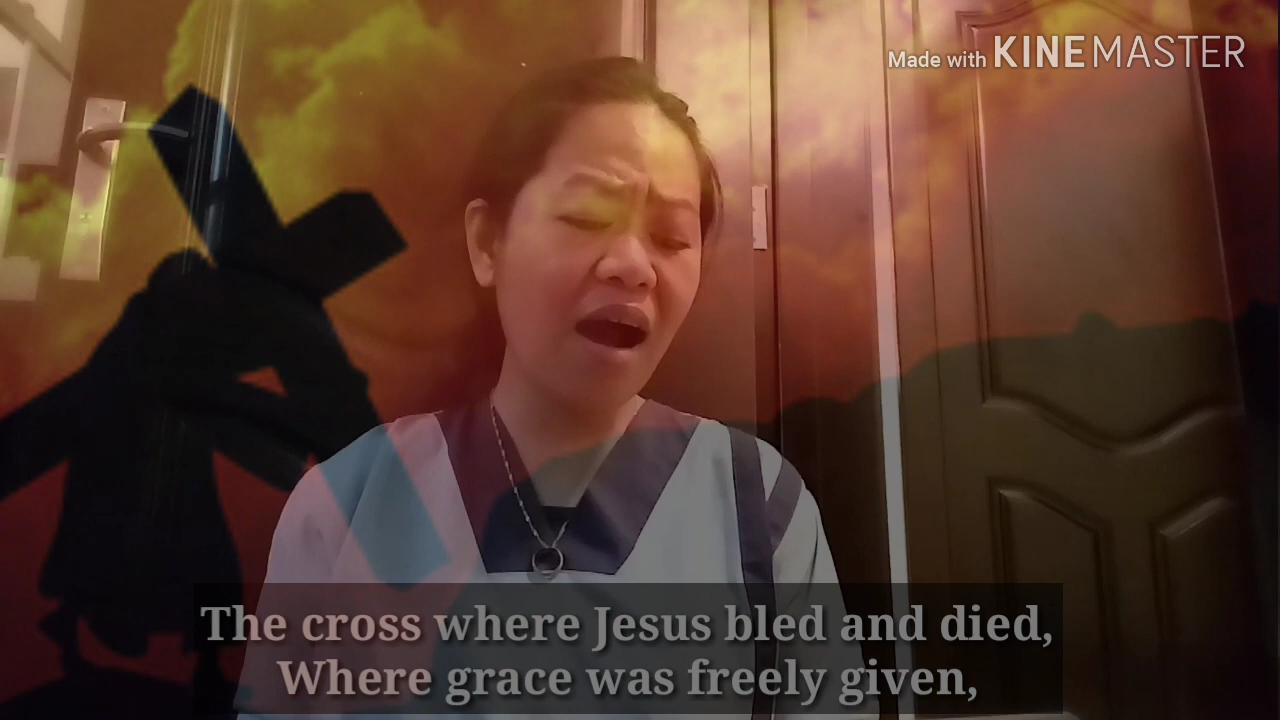 Made with KINEMASTER
The cross where Jesus bled and died,
Where grace was freely given,